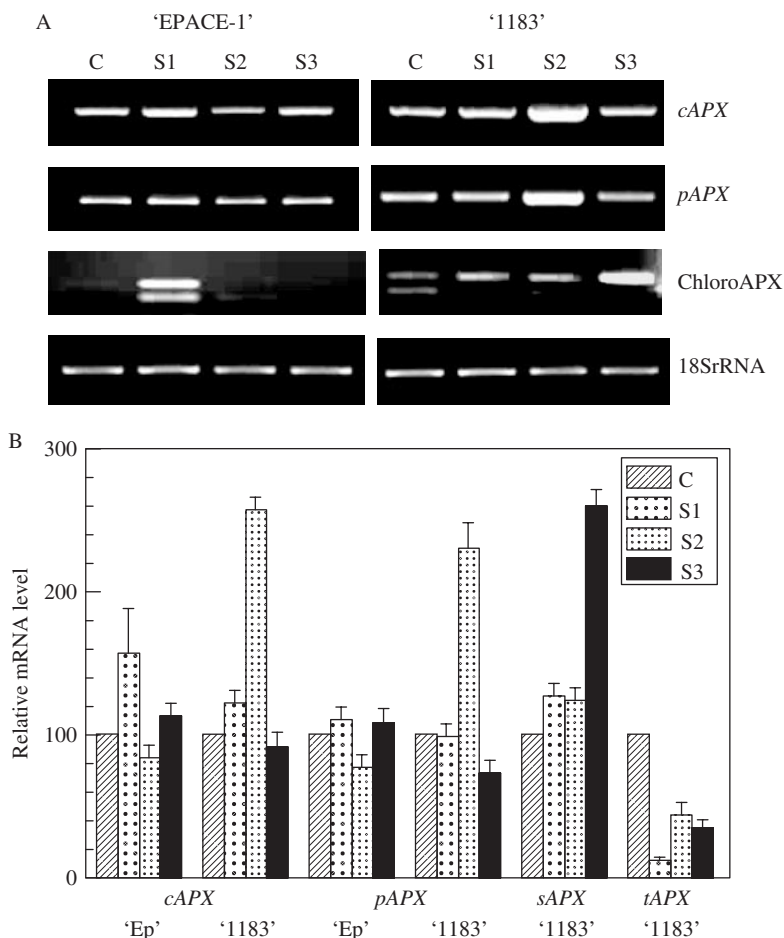 A
‘EPACE-1’ ‘1183’
C S1 S2 S3 C S1 S2 S3
cAPX
pAPX
ChloroAPX
18SrRNA
B
300
200
100
0
Relative mRNA level
C
S1
S2
S3
cAPX pAPX sAPX tAPX
‘Ep’ ‘1183’ ‘Ep’ ‘1183’ ‘1183’ ‘1183’